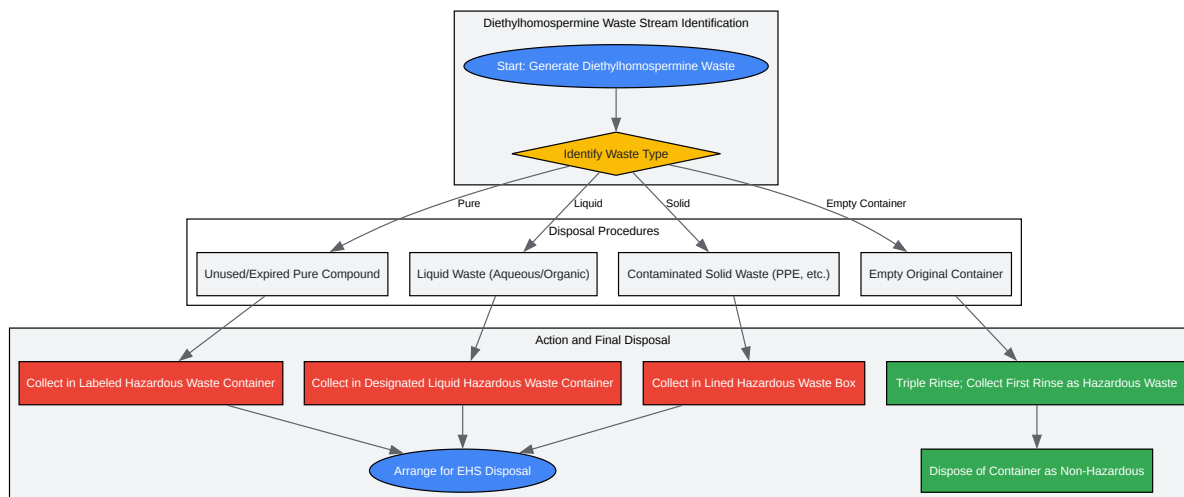 Diethylhomospermine Waste Stream Identification
Start: Generate Diethylhomospermine Waste
Identify Waste Type
Pure
Liquid
Solid
Empty Container
Disposal Procedures
Unused/Expired Pure Compound
Liquid Waste (Aqueous/Organic)
Contaminated Solid Waste (PPE, etc.)
Empty Original Container
Action and Final Disposal
Collect in Labeled Hazardous Waste Container
Collect in Designated Liquid Hazardous Waste Container
Collect in Lined Hazardous Waste Box
Triple Rinse; Collect First Rinse as Hazardous Waste
Arrange for EHS Disposal
Dispose of Container as Non-Hazardous